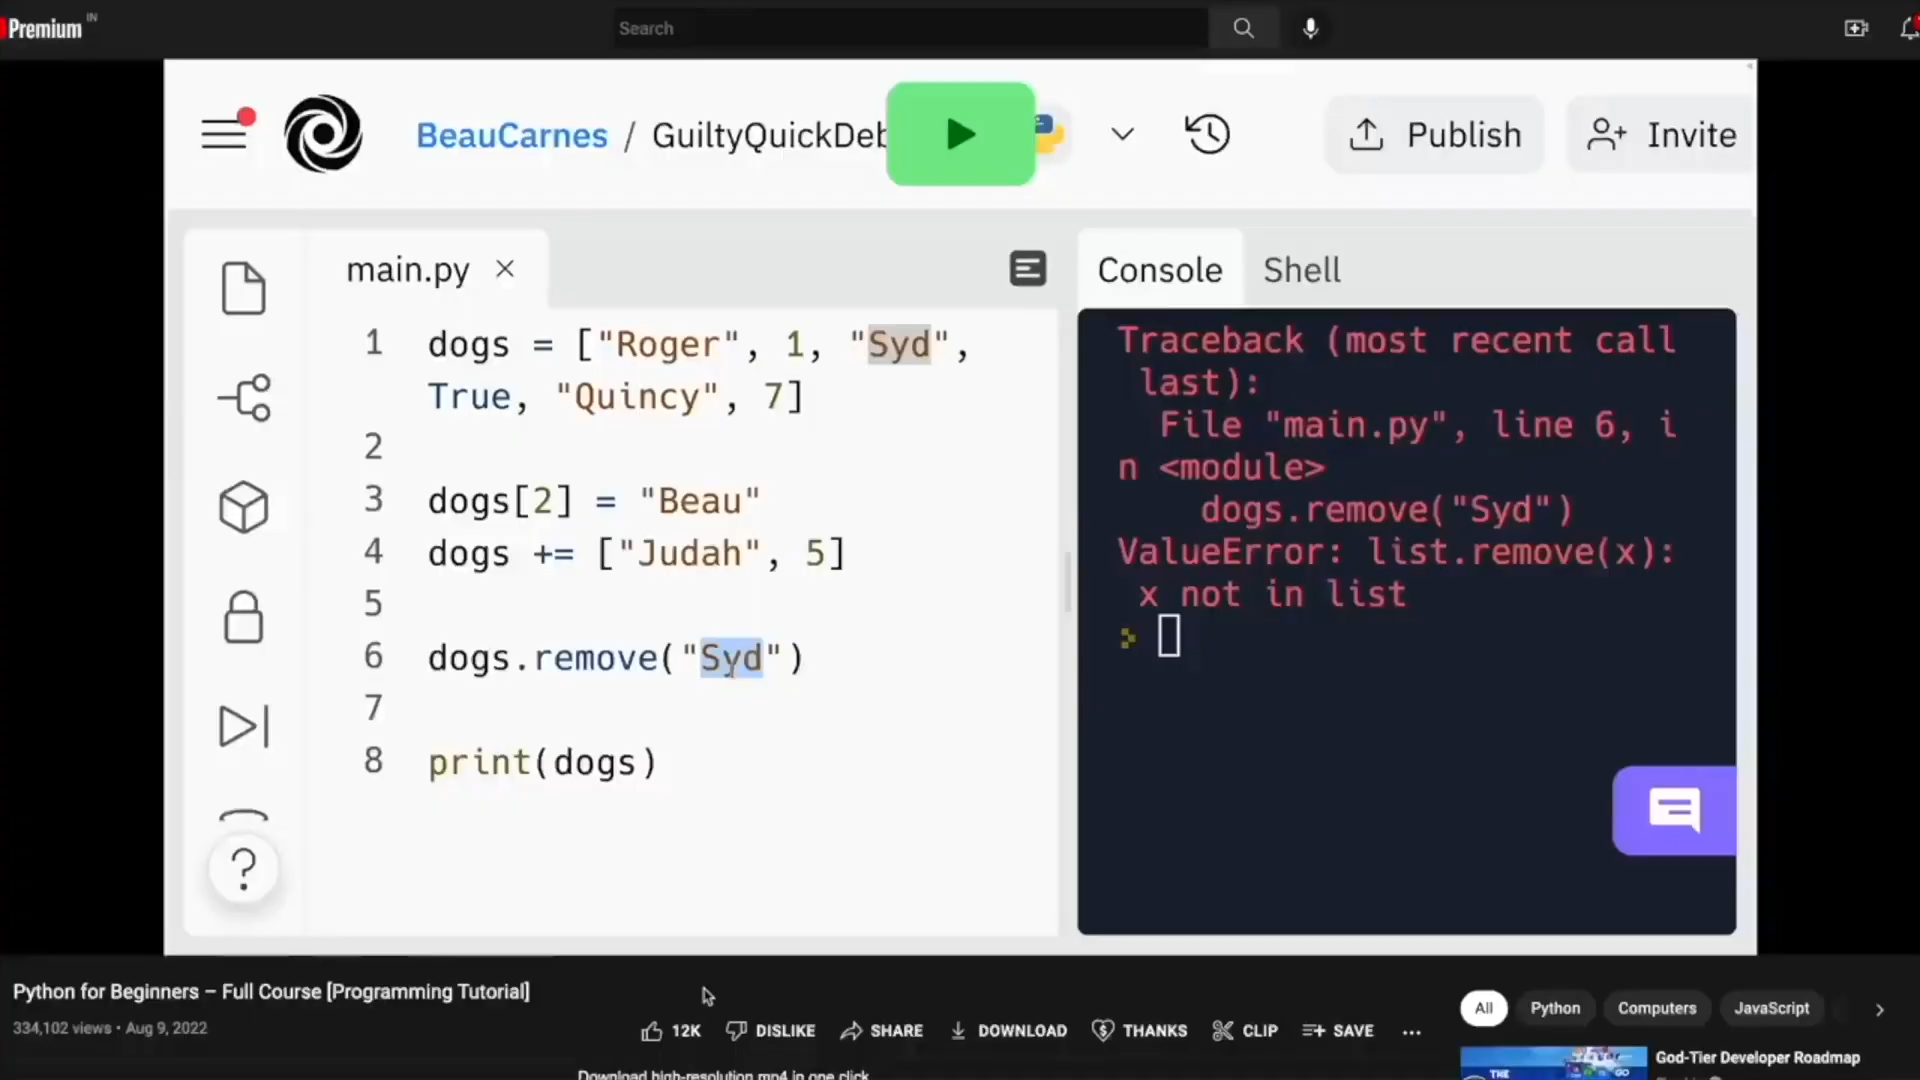 Premium IN
Search
BeauCarnes / GuiltyQuickDeb
Publish
Invite
main.py
Console
Shell
1 dogs = ["Roger", 1, "Syd",
True, "Quincy", 7]
2
3 dogs[2] = "Beau"
4 dogs += ["Judah", 5]
5
6 dogs.remove("Syd")
7
8 print(dogs)
Traceback (most recent call
last):
File "main.py", line 6, i
n <module>
dogs.remove("Syd")
ValueError: list.remove(x):
x not in list
Python for Beginners – Full Course [Programming Tutorial]
334,102 views • Aug 9, 2022
12K
DISLIKE
SHARE
DOWNLOAD
THANKS
CLIP
SAVE
All
Python
Computers
JavaScript
THE
GO
God-Tier Developer Roadmap
Download high-resolution mp4 in one click